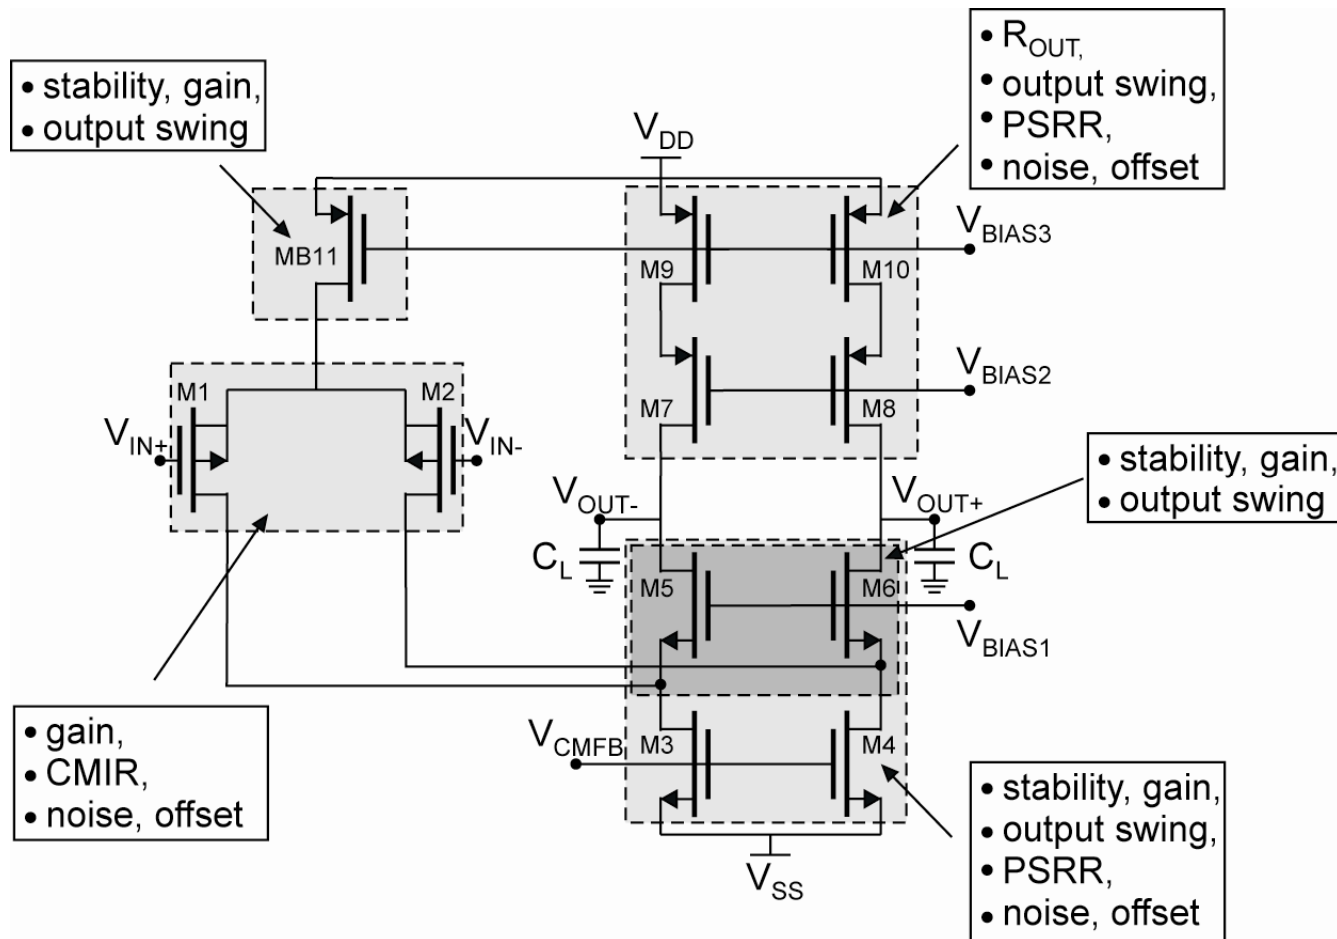 • stability, gain,
• output swing
• R_OUT,
• output swing,
• PSRR,
• noise, offset
V_DD
V_BIAS3
MB11
M9
M10
V_BIAS2
M1
M2
M7
M8
V_IN+
V_IN-
• stability, gain,
• output swing
V_OUT-
V_OUT+
C_L
C_L
M5
M6
V_BIAS1
• gain,
• CMIR,
• noise, offset
V_CMFB
M3
M4
• stability, gain,
• output swing,
• PSRR,
• noise, offset
V_SS